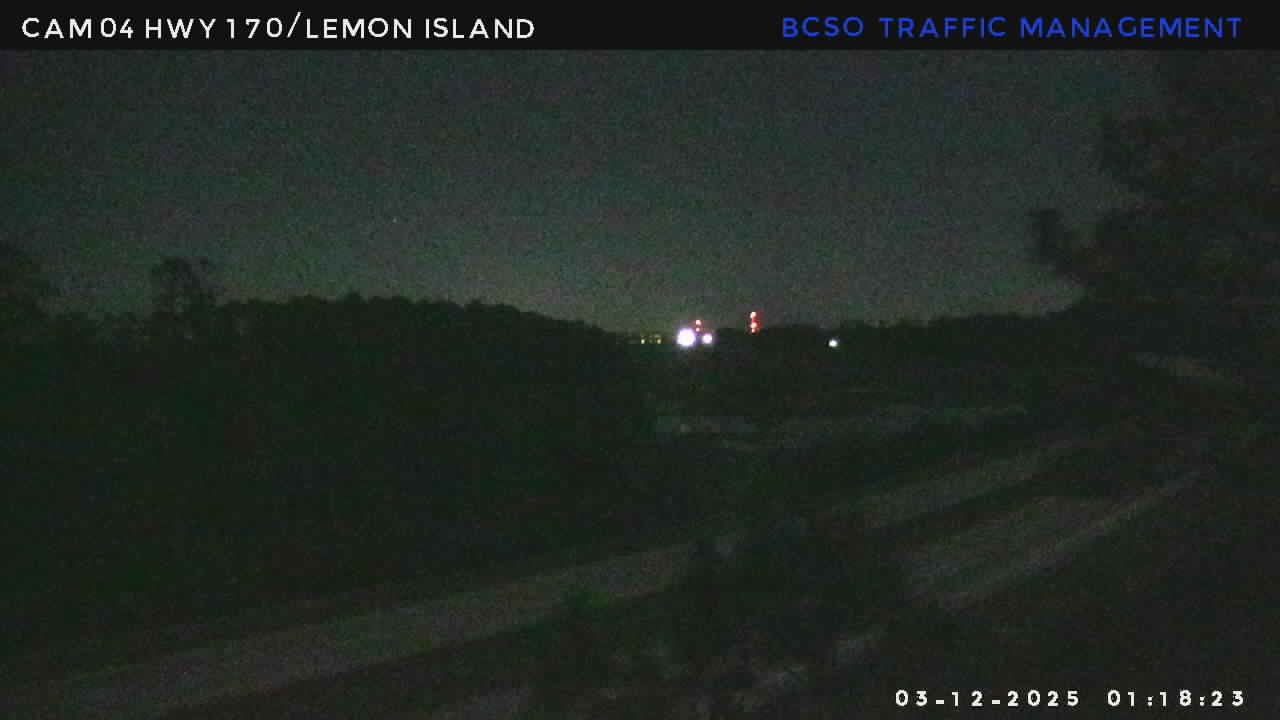 CAM04 HWY 170/LEMON ISLAND
BCSO TRAFFIC MANAGEMENT
03-12-2025 01:18:23